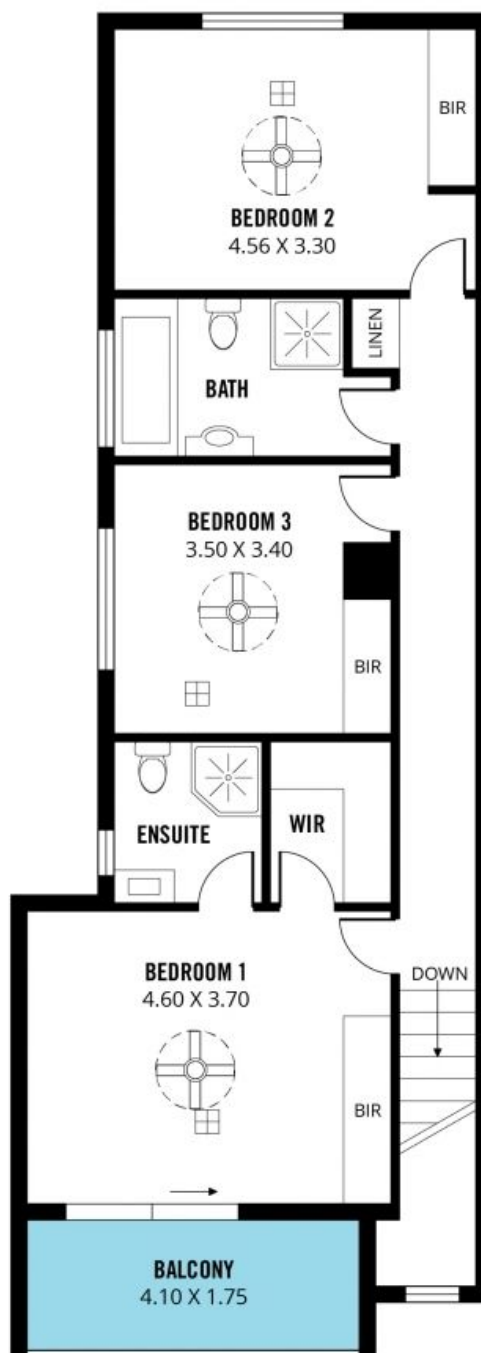 BIR
BEDROOM 2
4.56 X 3.30
LINEN
BATH
BEDROOM 3
3.50 X 3.40
BIR
ENSUITE
WIR
BEDROOM 1
4.60 X 3.70
DOWN
BIR
BALCONY
4.10 X 1.75